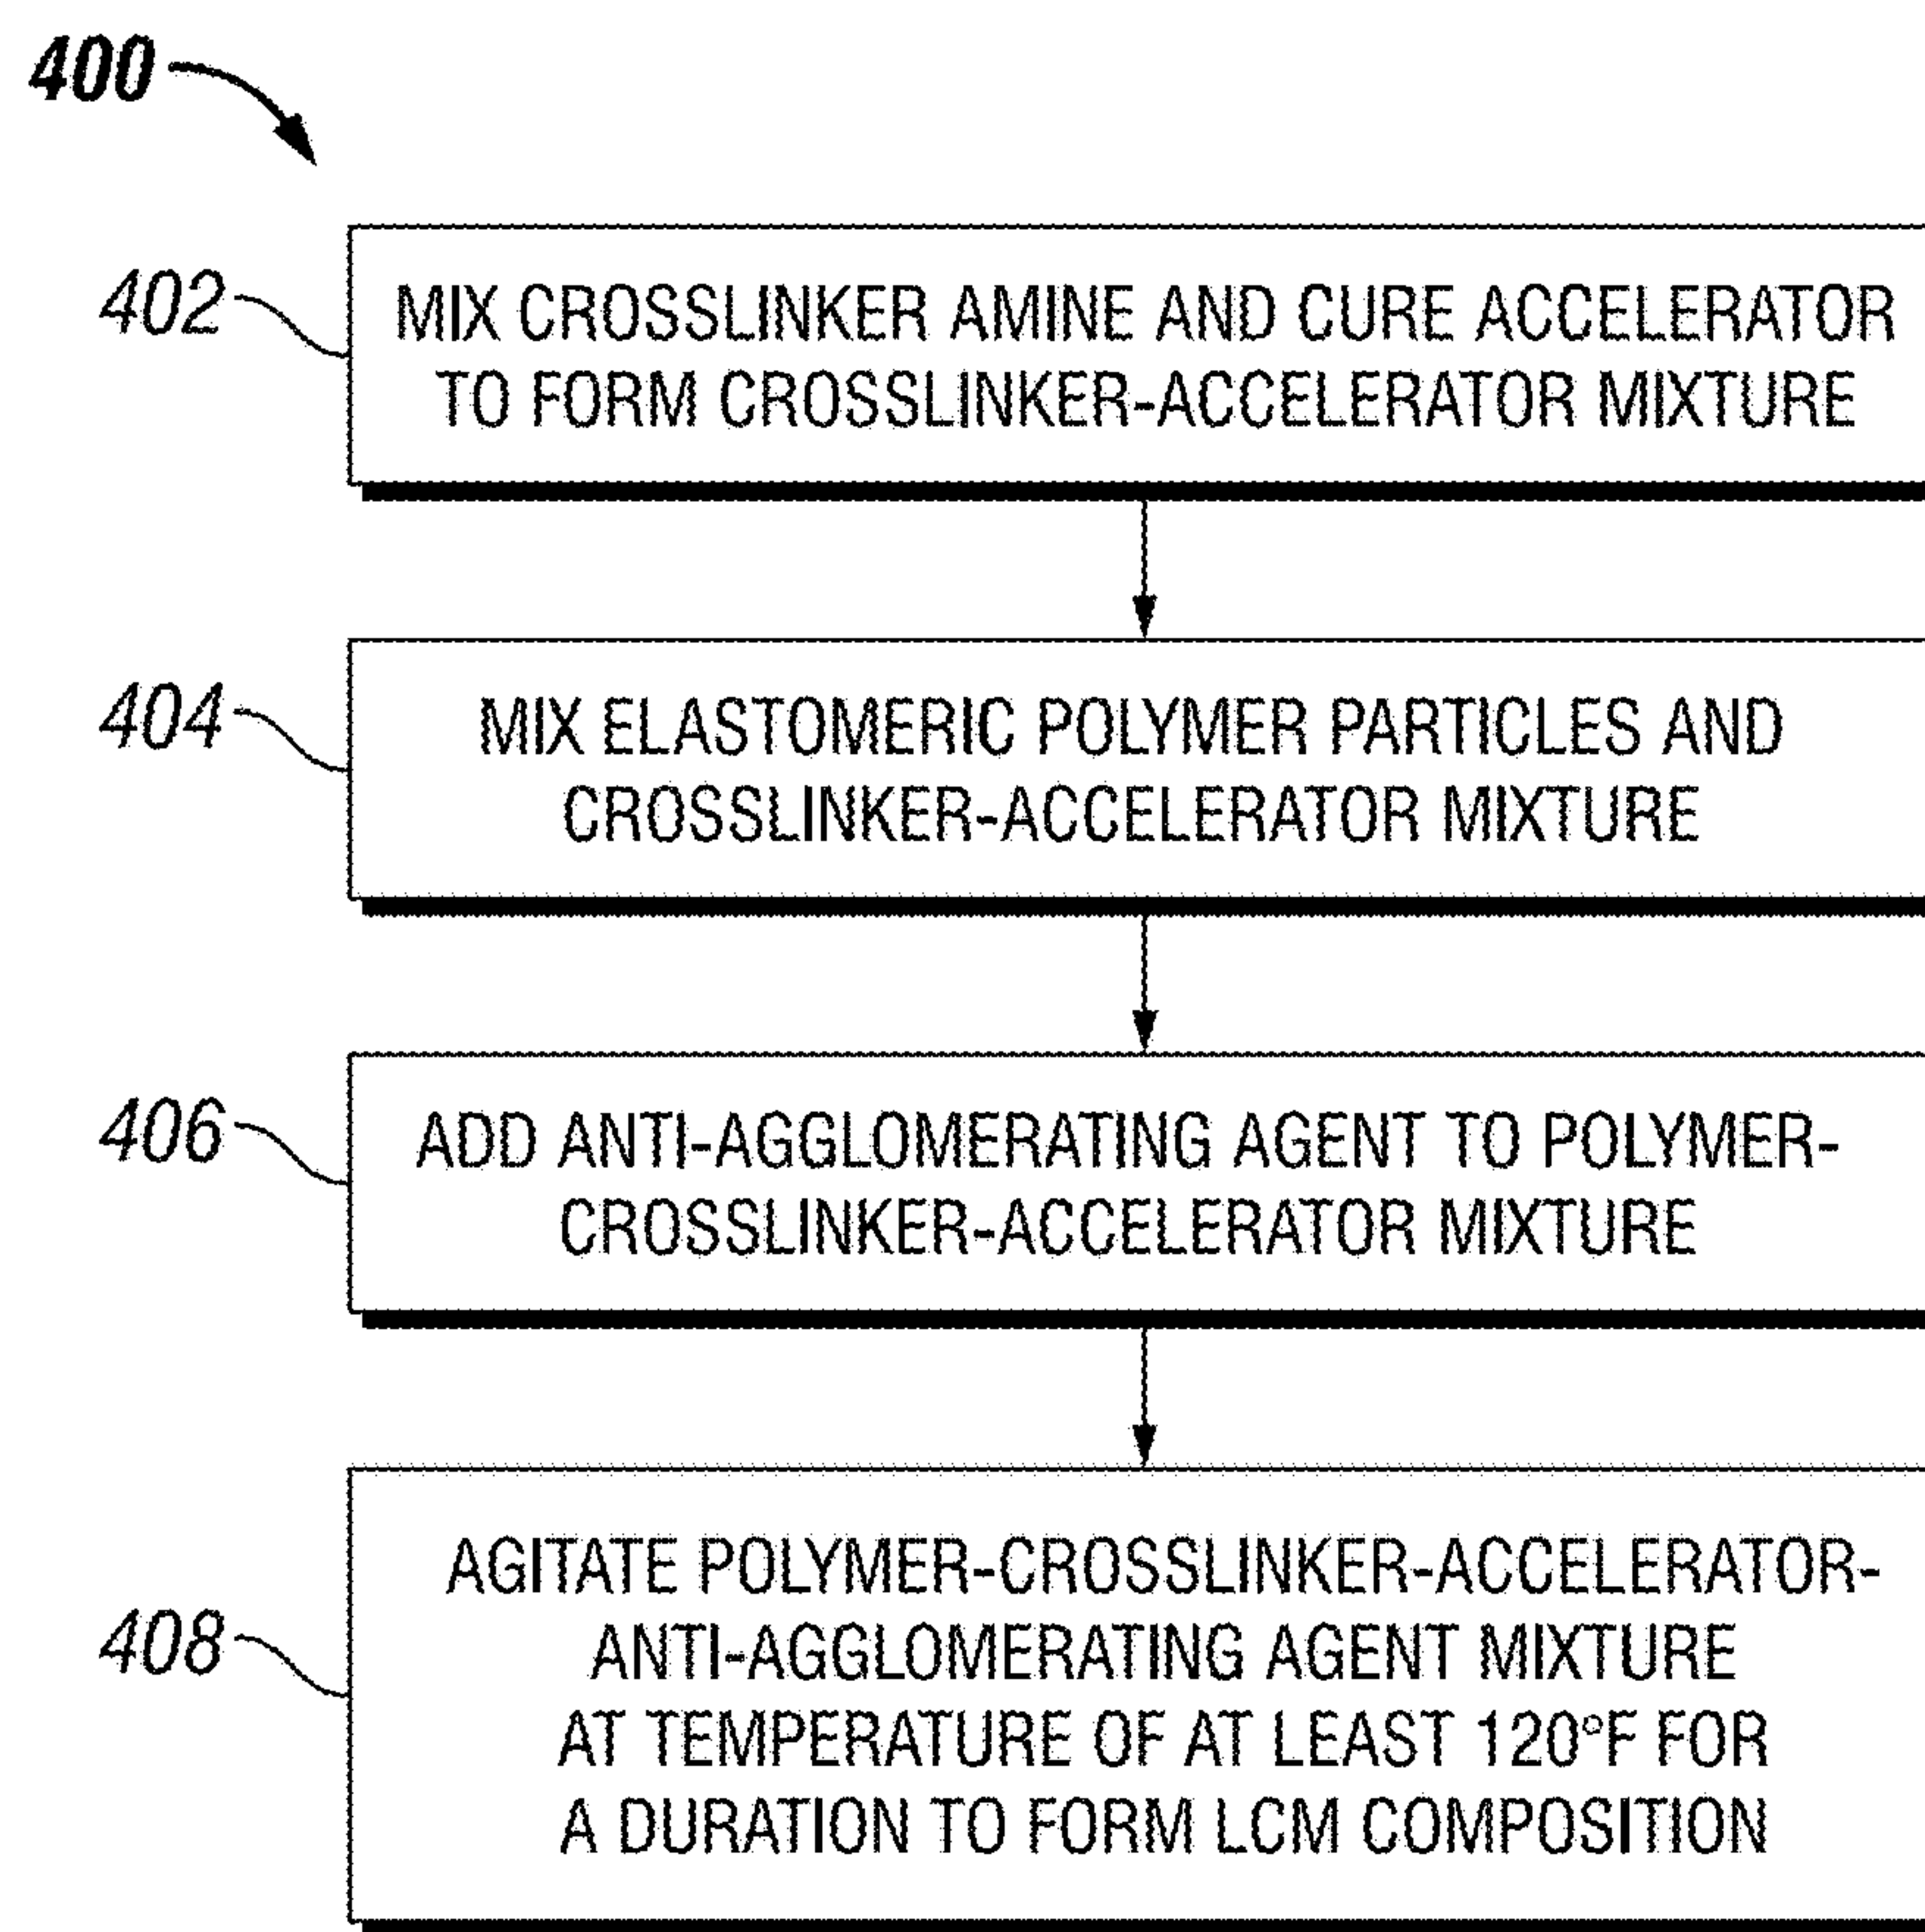 400
402
MIX CROSSLINKER AMINE AND CURE ACCELERATOR
TO FORM CROSSLINKER-ACCELERATOR MIXTURE
404
MIX ELASTOMERIC POLYMER PARTICLES AND
CROSSLINKER-ACCELERATOR MIXTURE
406
ADD ANTI-AGGLOMERATING AGENT TO POLYMER-
CROSSLINKER-ACCELERATOR MIXTURE
408
AGITATE POLYMER-CROSSLINKER-ACCELERATOR-
ANTI-AGGLOMERATING AGENT MIXTURE
AT TEMPERATURE OF AT LEAST 120°F FOR
A DURATION TO FORM LCM COMPOSITION